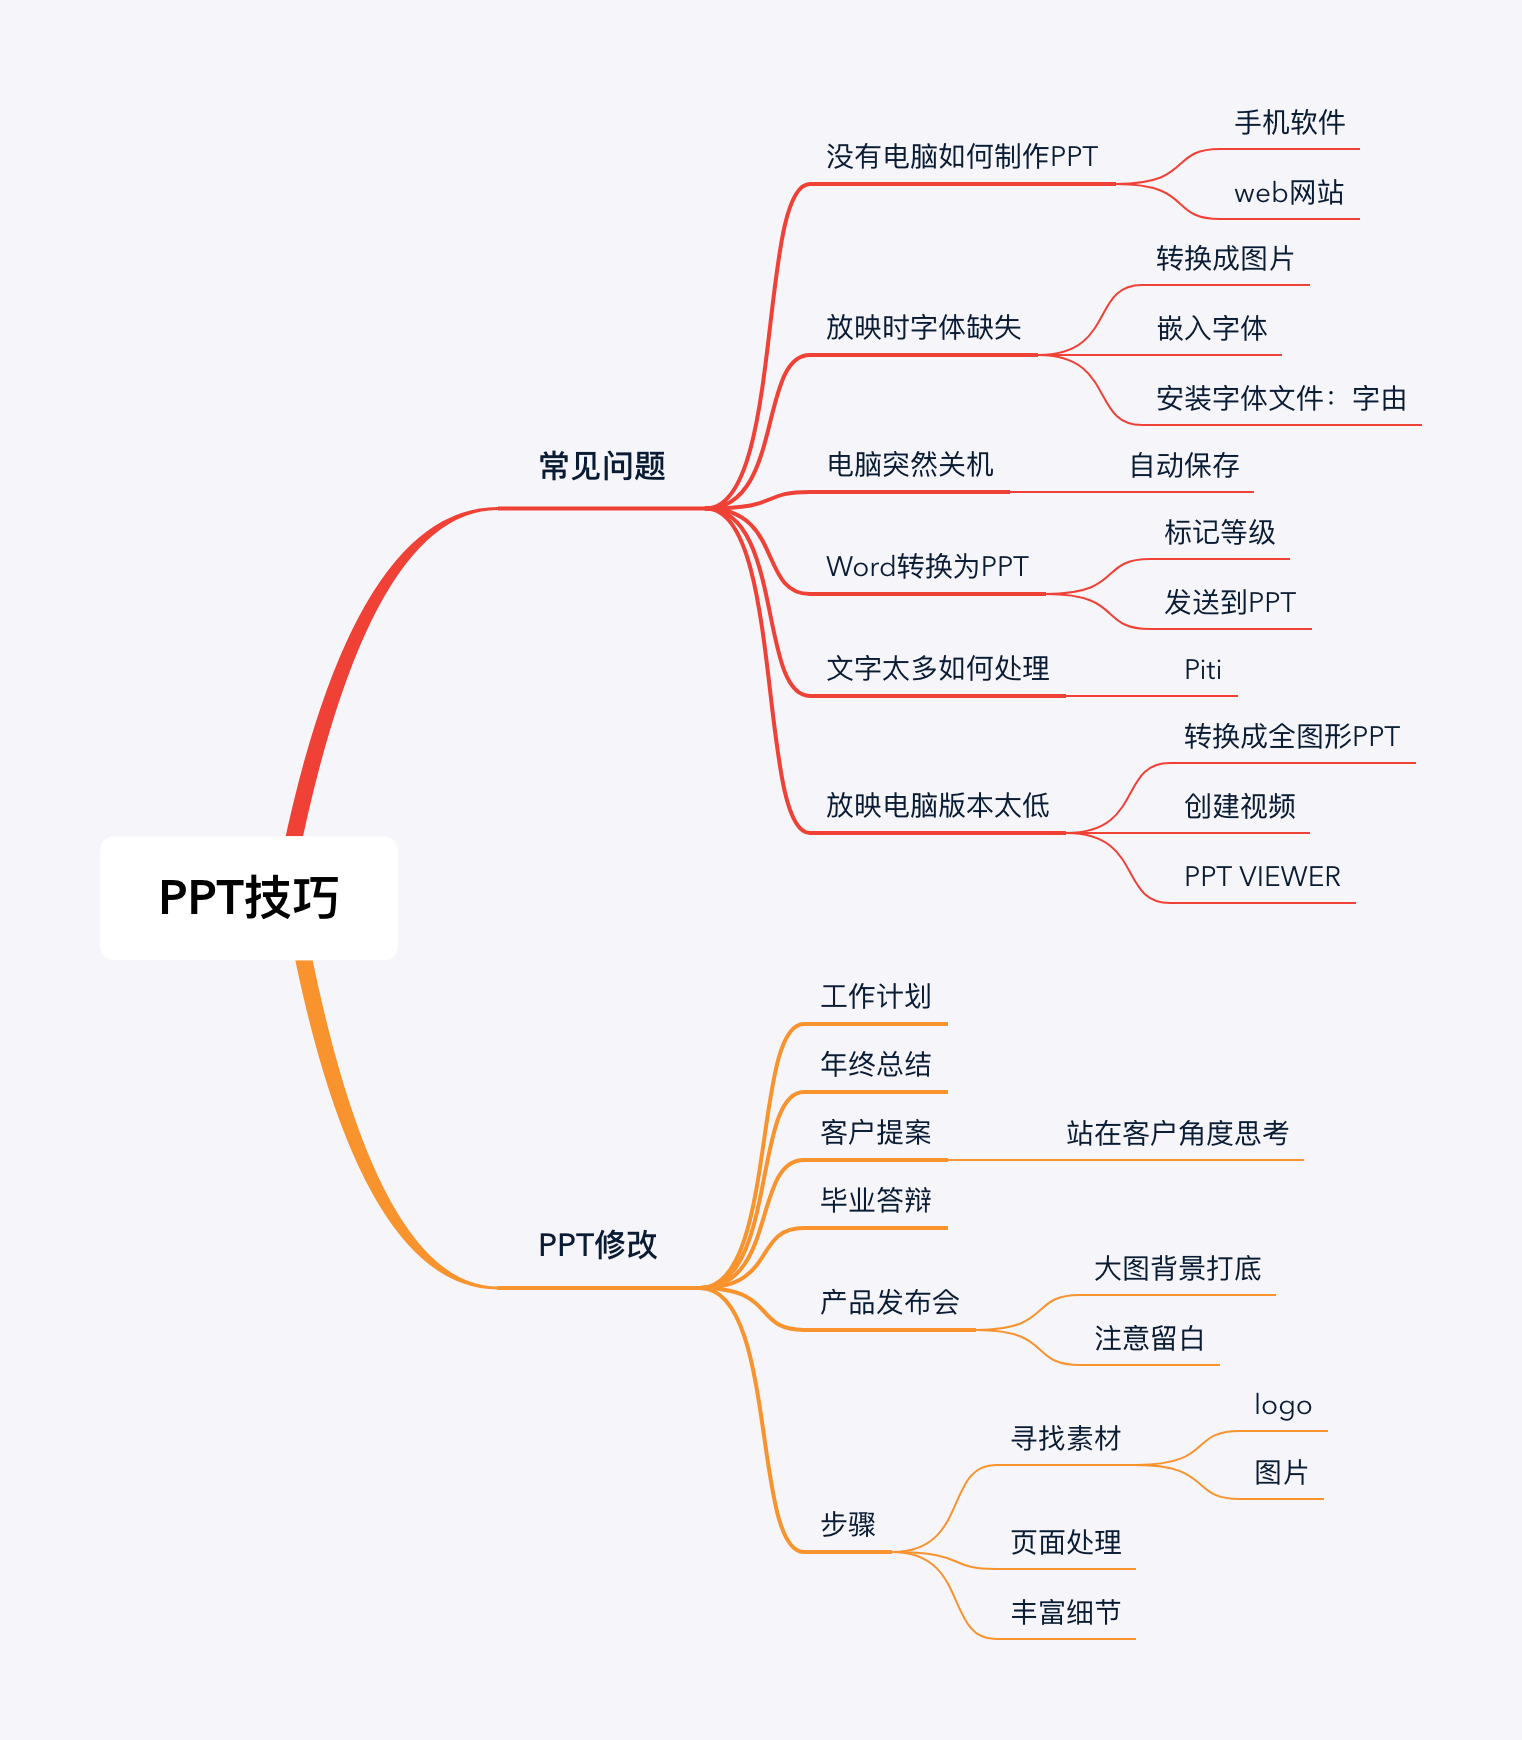 PPT技巧
常见问题
没有电脑如何制作PPT
手机软件
web网站
放映时字体缺失
转换成图片
嵌入字体
安装字体文件：字由
电脑突然关机
自动保存
Word转换为PPT
标记等级
发送到PPT
文字太多如何处理
Piti
放映电脑版本太低
转换成全图形PPT
创建视频
PPT VIEWER
PPT修改
工作计划
年终总结
客户提案
站在客户角度思考
毕业答辩
产品发布会
大图背景打底
注意留白
步骤
寻找素材
logo
图片
页面处理
丰富细节